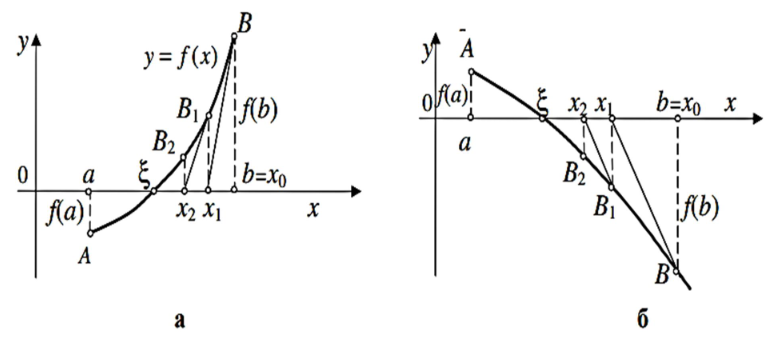 y
B
y = f(x)
B₁
B₂
f(b)
0
a
ξ
b=x₀
f(a)
x₂
x₁
x
A
а
y
A
f(a)
0
ξ
x₂
x₁
b=x₀
x
a
B₂
B₁
f(b)
B
б